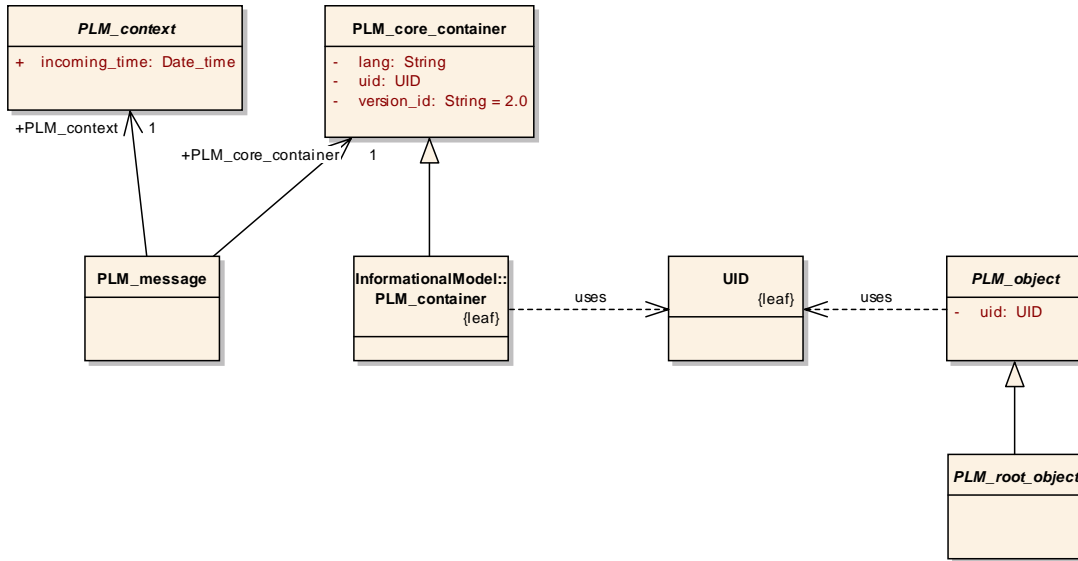 PLM_context
+ incoming_time: Date_time
PLM_core_container
- lang: String
- uid: UID
- version_id: String = 2.0
+PLM_context 1
+PLM_core_container 1
PLM_message
InformationalModel::
PLM_container
{leaf}
uses
UID
{leaf}
uses
PLM_object
- uid: UID
PLM_root_object